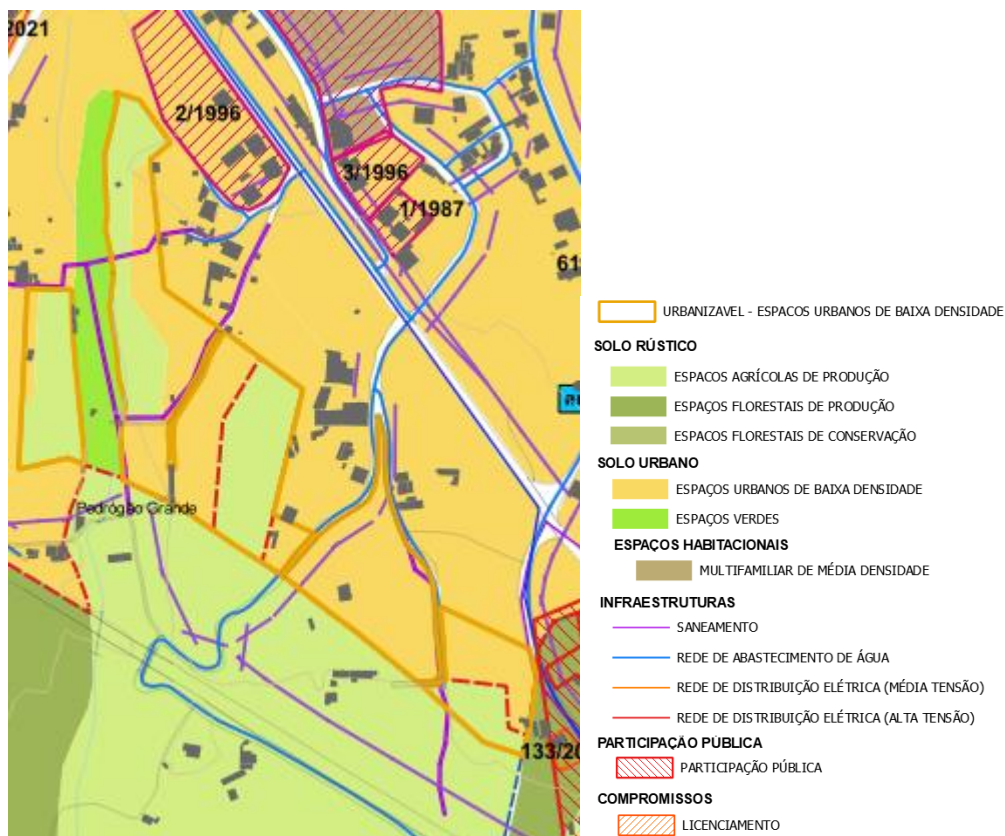 2021
2/1996
3/1996
1/1987
61
Pedrógão Grande
133/20
URBANIZAVEL - ESPACOS URBANOS DE BAIXA DENSIDADE
SOLO RÚSTICO
ESPACOS AGRÍCOLAS DE PRODUÇÃO
ESPAÇOS FLORESTAIS DE PRODUÇÃO
ESPACOS FLORESTAIS DE CONSERVAÇÃO
SOLO URBANO
ESPAÇOS URBANOS DE BAIXA DENSIDADE
ESPAÇOS VERDES
ESPAÇOS HABITACIONAIS
MULTIFAMILIAR DE MÉDIA DENSIDADE
INFRAESTRUTURAS
SANEAMENTO
REDE DE ABASTECIMENTO DE ÁGUA
REDE DE DISTRIBUIÇÃO ELÉTRICA (MÉDIA TENSÃO)
REDE DE DISTRIBUIÇÃO ELÉTRICA (ALTA TENSÃO)
PARTICIPAÇÃO PÚBLICA
PARTICIPAÇÃO PÚBLICA
COMPROMISSOS
LICENCIAMENTO